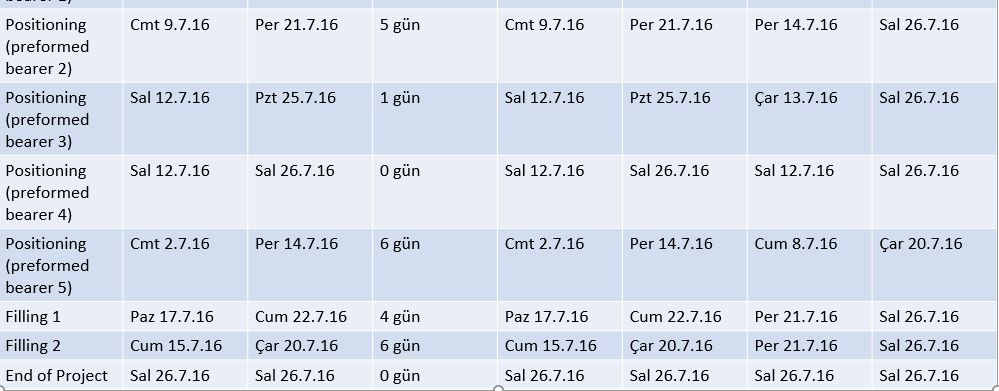 Positioning Cmt 9.7.16 Per 21.7.16 5 gün Cmt 9.7.16 Per 21.7.16 Per 14.7.16 Sal 26.7.16
(preformed
bearer 2)
Positioning Sal 12.7.16 Pzt 25.7.16 1 gün Sal 12.7.16 Pzt 25.7.16 Çar 13.7.16 Sal 26.7.16
(preformed
bearer 3)
Positioning Sal 12.7.16 Sal 26.7.16 0 gün Sal 12.7.16 Sal 26.7.16 Sal 12.7.16 Sal 26.7.16
(preformed
bearer 4)
Positioning Cmt 2.7.16 Per 14.7.16 6 gün Cmt 2.7.16 Per 14.7.16 Cum 8.7.16 Çar 20.7.16
(preformed
bearer 5)
Filling 1 Paz 17.7.16 Cum 22.7.16 4 gün Paz 17.7.16 Cum 22.7.16 Per 21.7.16 Sal 26.7.16
Filling 2 Cum 15.7.16 Çar 20.7.16 6 gün Cum 15.7.16 Çar 20.7.16 Per 21.7.16 Sal 26.7.16
End of Project Sal 26.7.16 Sal 26.7.16 0 gün Sal 26.7.16 Sal 26.7.16 Sal 26.7.16 Sal 26.7.16